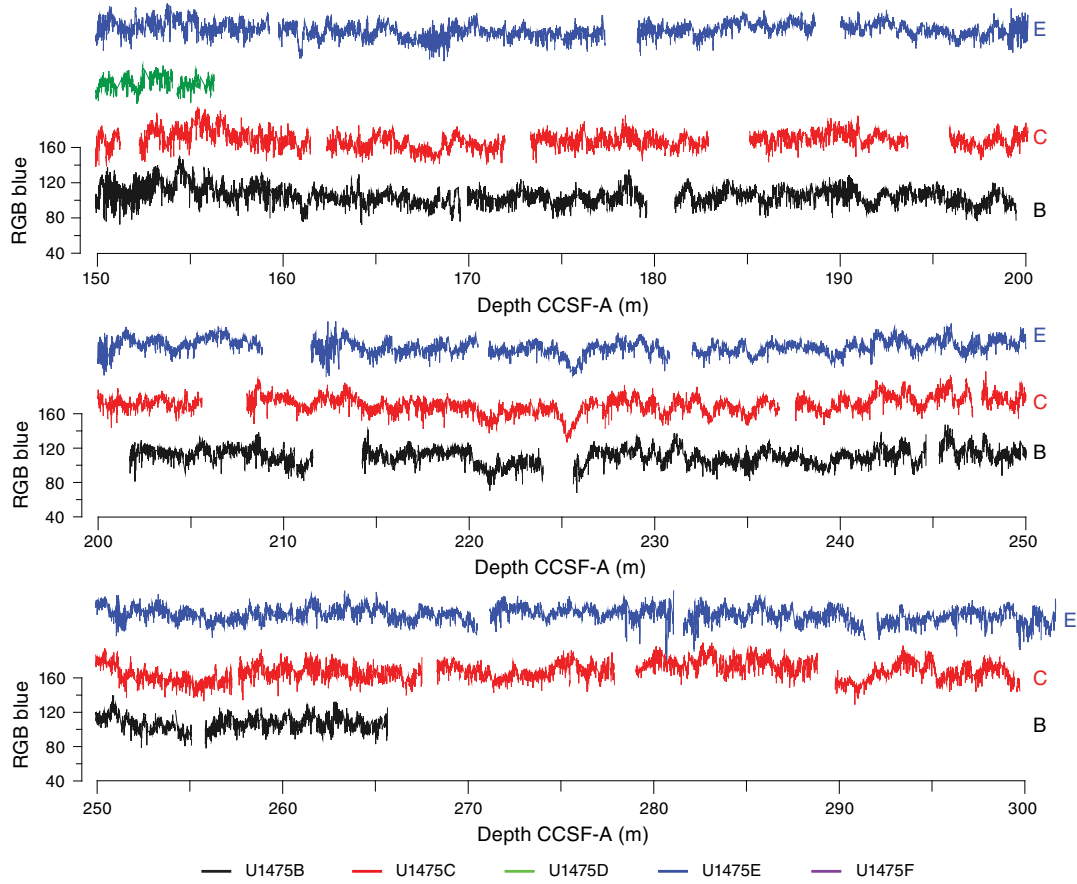 E
C
B
160
120
80
40
RGB blue
150 160 170 180 190 200
Depth CCSF-A (m)
E
C
B
160
120
80
40
RGB blue
200 210 220 230 240 250
Depth CCSF-A (m)
E
C
B
160
120
80
40
RGB blue
250 260 270 280 290 300
Depth CCSF-A (m)
U1475B U1475C U1475D U1475E U1475F